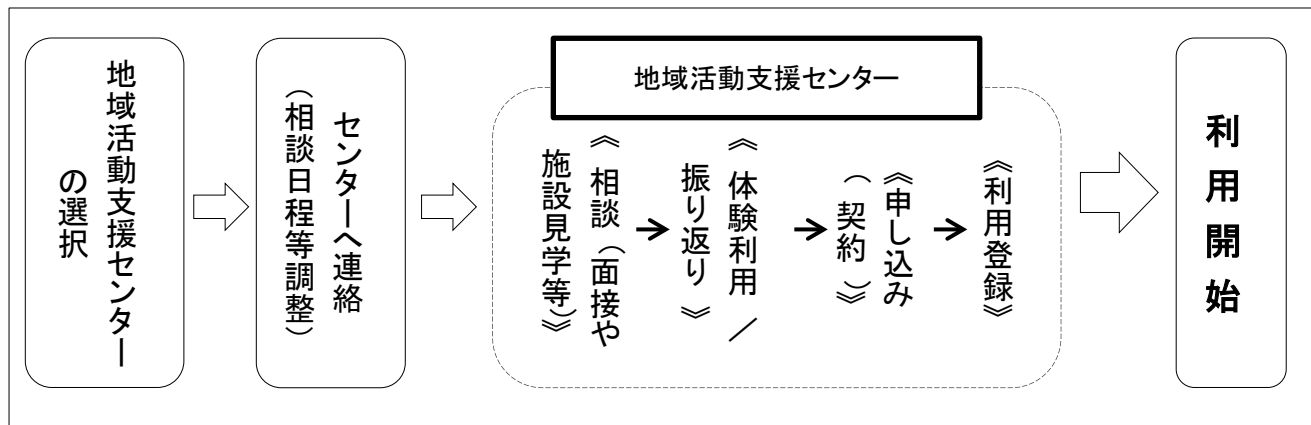 地域活動支援センター
の選択
センターへ連絡
（相談日程等調整）
地域活動支援センター
《 相談（面接や
施設見学等）》
《 体験利用 ／
振り返り 》
《申し込み
（ 契約 ）》
《利用登録》
利用開始